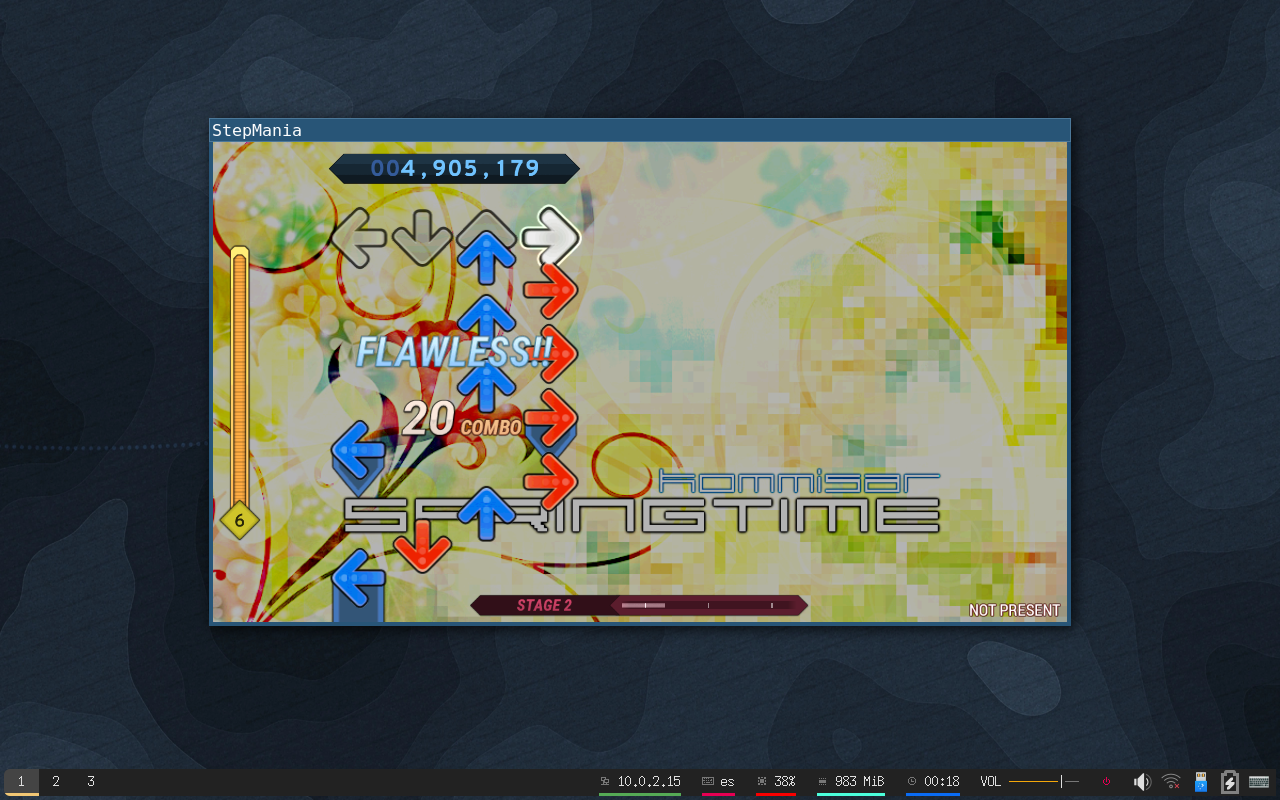 StepMania
004,905,179
FLAWLESS!!
20 COMBO
6
kommisar
SPRINGTIME
STAGE 2
NOT PRESENT
1 2 3 10.0.2.15 es 38% 983 MiB 00:18 VOL